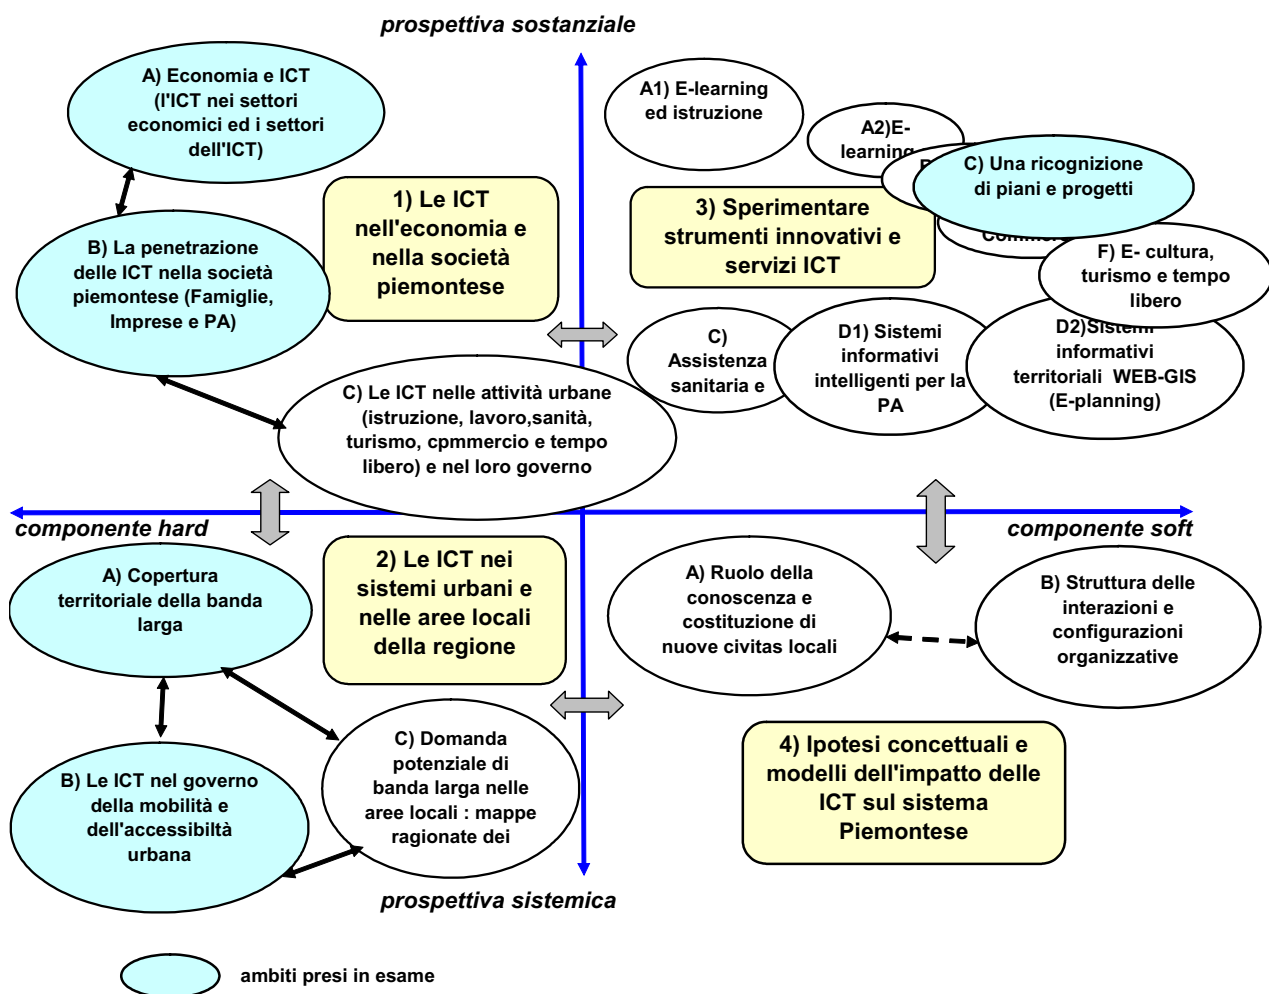 prospettiva sostanziale
A) Economia e ICT
(l'ICT nei settori
economici ed i settori
dell'ICT)
B) La penetrazione
delle ICT nella società
piemontese (Famiglie,
Imprese e PA)
1) Le ICT
nell'economia e
nella società
piemontese
C) Le ICT nelle attività urbane
(istruzione, lavoro,sanità,
turismo, cpmmercio e tempo
libero) e nel loro governo
A1) E-learning
ed istruzione
A2)E-
learning
C) Una ricognizione
di piani e progetti
3) Sperimentare
strumenti innovativi e
servizi ICT
F) E- cultura,
turismo e tempo
libero
C)
Assistenza
sanitaria e
D1) Sistemi
informativi
intelligenti per la
PA
D2)Sistemi
informativi
territoriali WEB-GIS
(E-planning)
componente hard
componente soft
A) Copertura
territoriale della banda
larga
2) Le ICT nei
sistemi urbani e
nelle aree locali
della regione
B) Le ICT nel governo
della mobilità e
dell'accessibiltà
urbana
C) Domanda
potenziale di
banda larga nelle
aree locali : mappe
ragionate dei
A) Ruolo della
conoscenza e
costituzione di
nuove civitas locali
B) Struttura delle
interazioni e
configurazioni
organizzative
4) Ipotesi concettuali e
modelli dell'impatto delle
ICT sul sistema
Piemontese
prospettiva sistemica
ambiti presi in esame